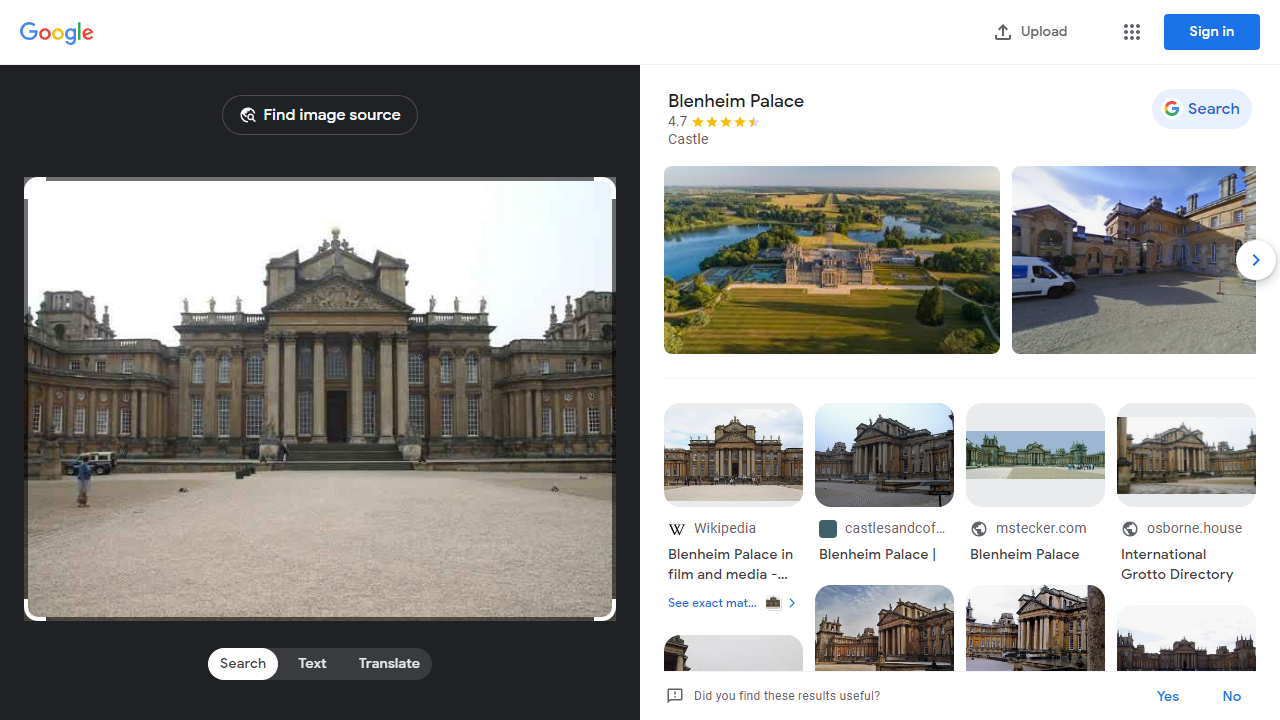 Google
Upload
Sign in
Find image source
Blenheim Palace
4.7
Castle
Search
Wikipedia
Blenheim Palace in
film and media -...
See exact mat...
castlesandcof...
Blenheim Palace |
mstecker.com
Blenheim Palace
osborne.house
International
Grotto Directory
Search
Text
Translate
Did you find these results useful?
Yes
No